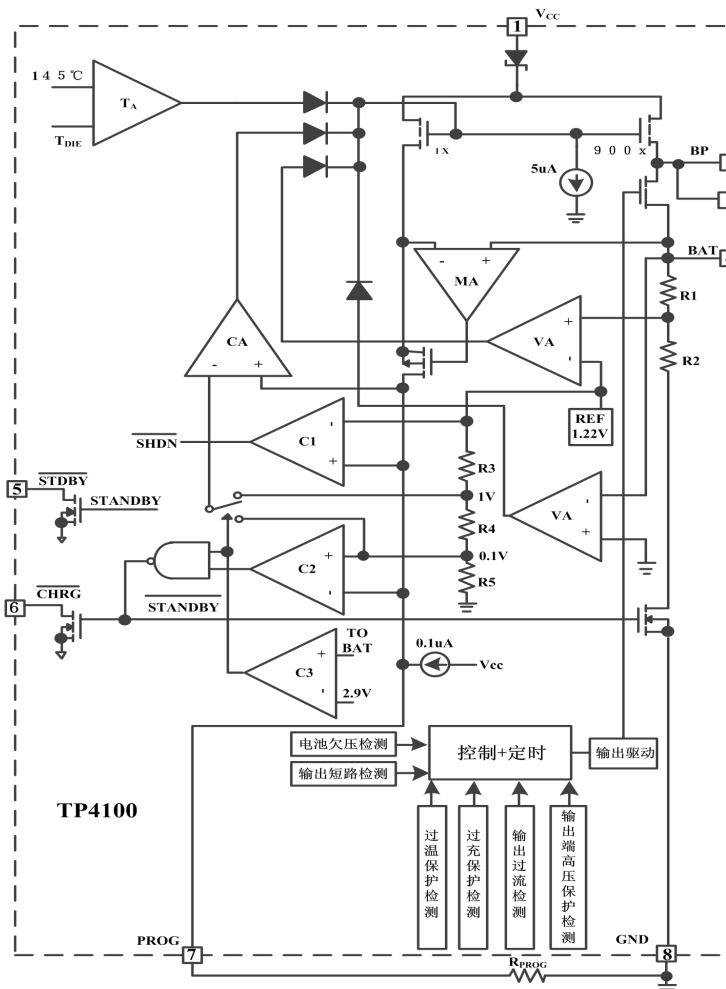 VCC
1
145℃
TA
TDIE
1X
900x
5uA
BP
BAT
MA
R1
CA
VA
R2
- +
REF
1.22V
SHDN
C1
R3
5
STDBY
STANDBY
1V
R4
VA
C2
0.1V
R5
6
CHRG
STANDBY
TO
BAT
C3
2.9V
0.1uA
Vcc
电池欠压检测
控制+定时
输出驱动
输出短路检测
TP4100
过温保护检测
过充保护检测
输出过流检测
输出端高压保护检测
PROG
7
GND
8
RPROG